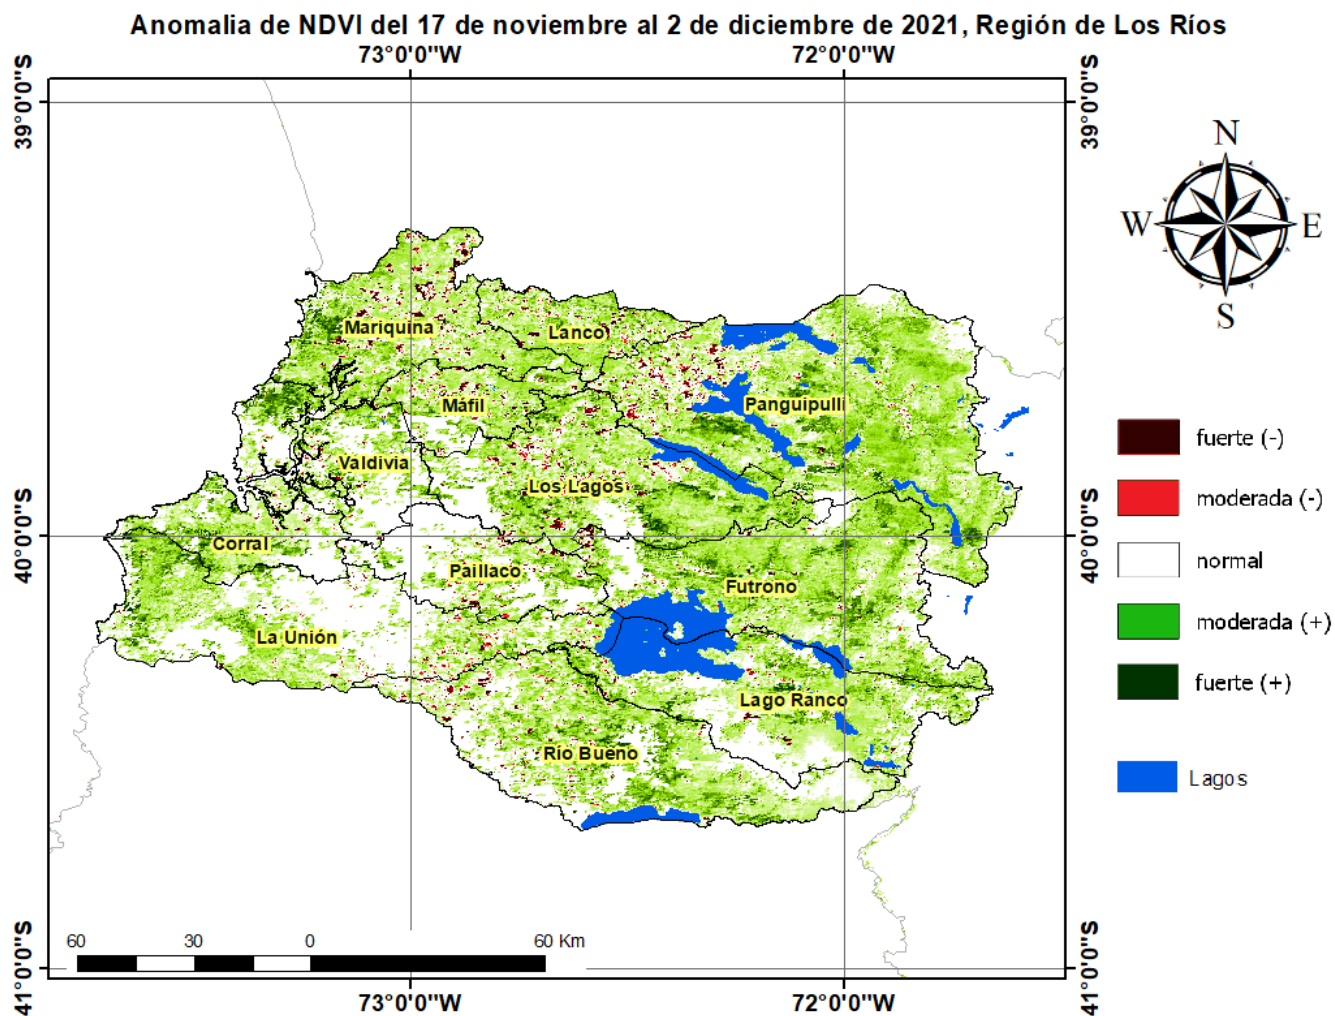 Anomalia de NDVI del 17 de noviembre al 2 de diciembre de 2021, Región de Los Ríos
73°0'0"W
72°0'0"W
39°0'0"S
39°0'0"S
N
W
E
S
Mariquina
Lanco
Máfil
Panguipulli
Valdivia
Los Lagos
40°0'0"S
40°0'0"S
Corral
Paillaco
Futrono
La Unión
Lago Ranco
Río Bueno
fuerte (-)
moderada (-)
normal
moderada (+)
fuerte (+)
Lagos
60
30
0
60 Km
41°0'0"S
41°0'0"S
73°0'0"W
72°0'0"W